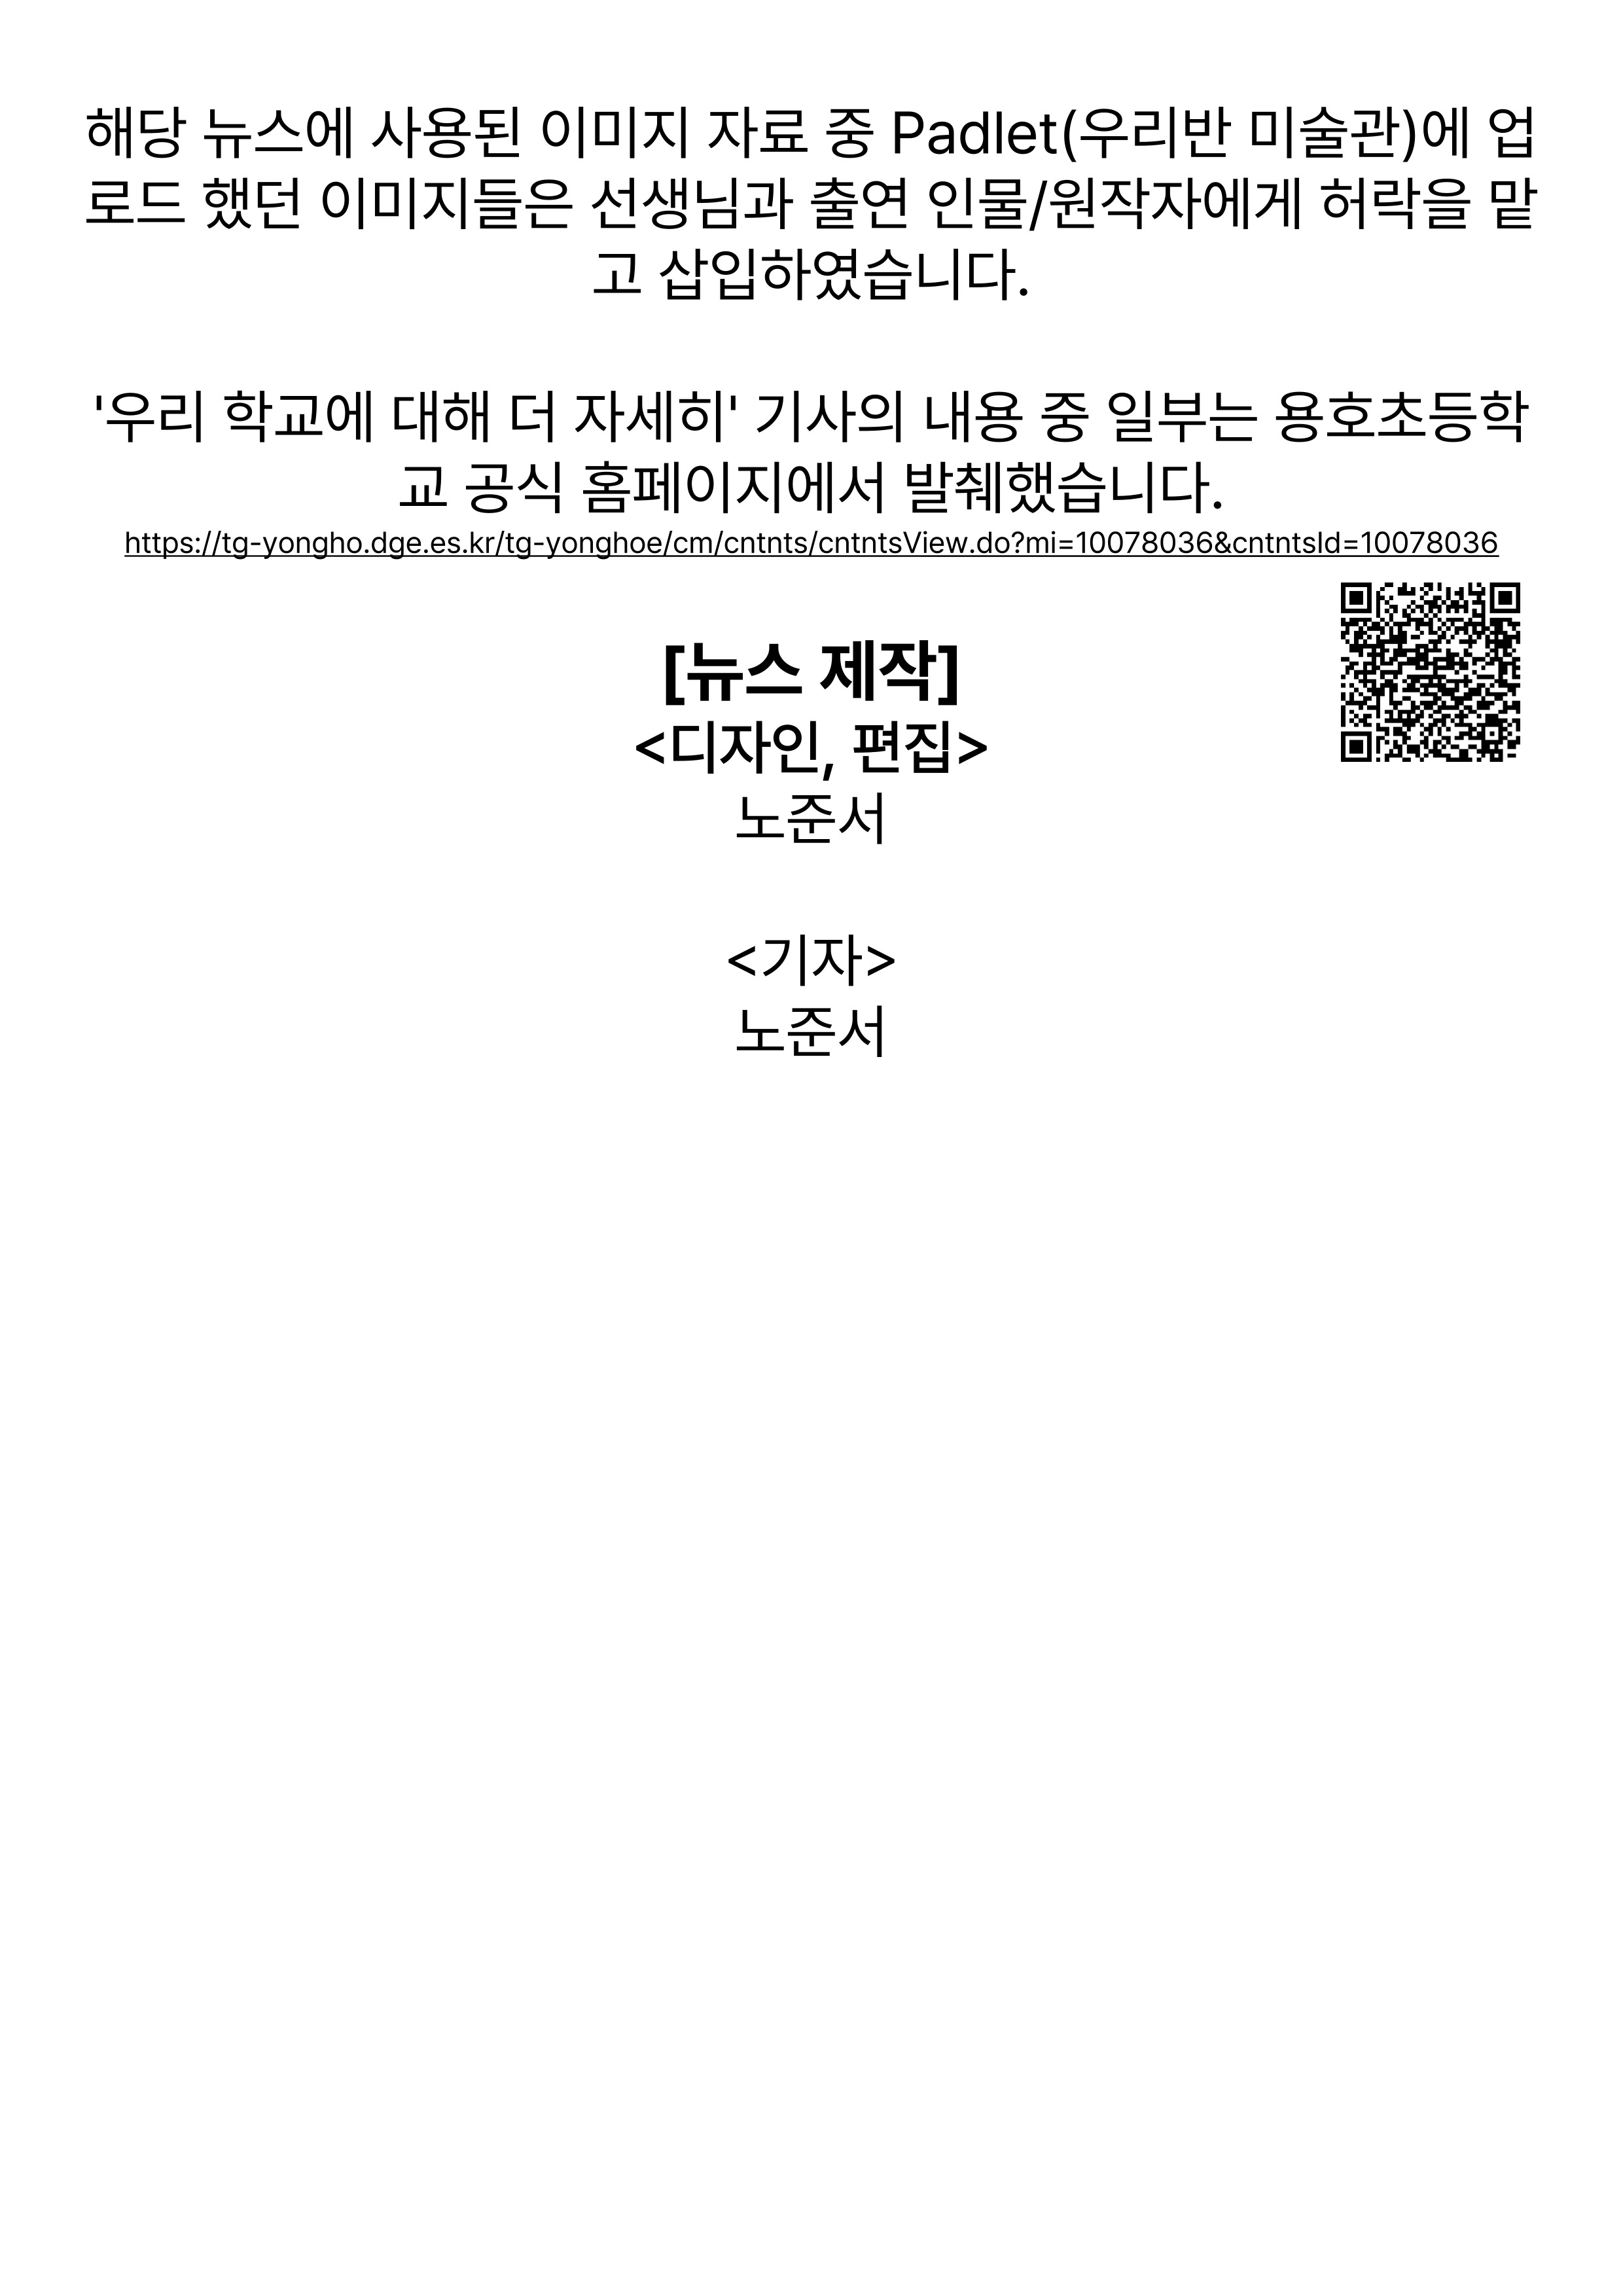 해당 뉴스에 사용된 이미지 자료 중 Padlet(우리반 미술관)에 업
로드 했던 이미지들은 선생님과 출연 인물/원작자에게 허락을 맡
고 삽입하였습니다.
'우리 학교에 대해 더 자세히' 기사의 내용 중 일부는 용호초등학
교 공식 홈페이지에서 발췌했습니다.
https://tg-yongho.dge.es.kr/tg-yonghoe/cm/cntnts/cntntsView.do?mi=10078036&cntntsId=10078036
[뉴스 제작]
<디자인, 편집>
노준서
<기자>
노준서